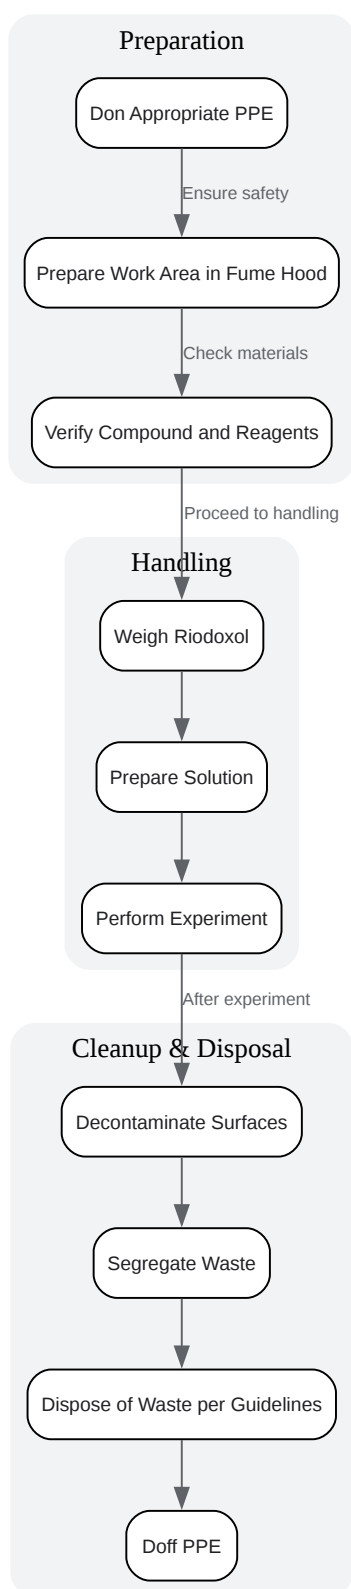 Preparation
Don Appropriate PPE
Ensure safety
Prepare Work Area in Fume Hood
Check materials
Verify Compound and Reagents
Proceed to handling
Handling
Weigh Riodoxol
Prepare Solution
Perform Experiment
After experiment
Cleanup & Disposal
Decontaminate Surfaces
Segregate Waste
Dispose of Waste per Guidelines
Doff PPE